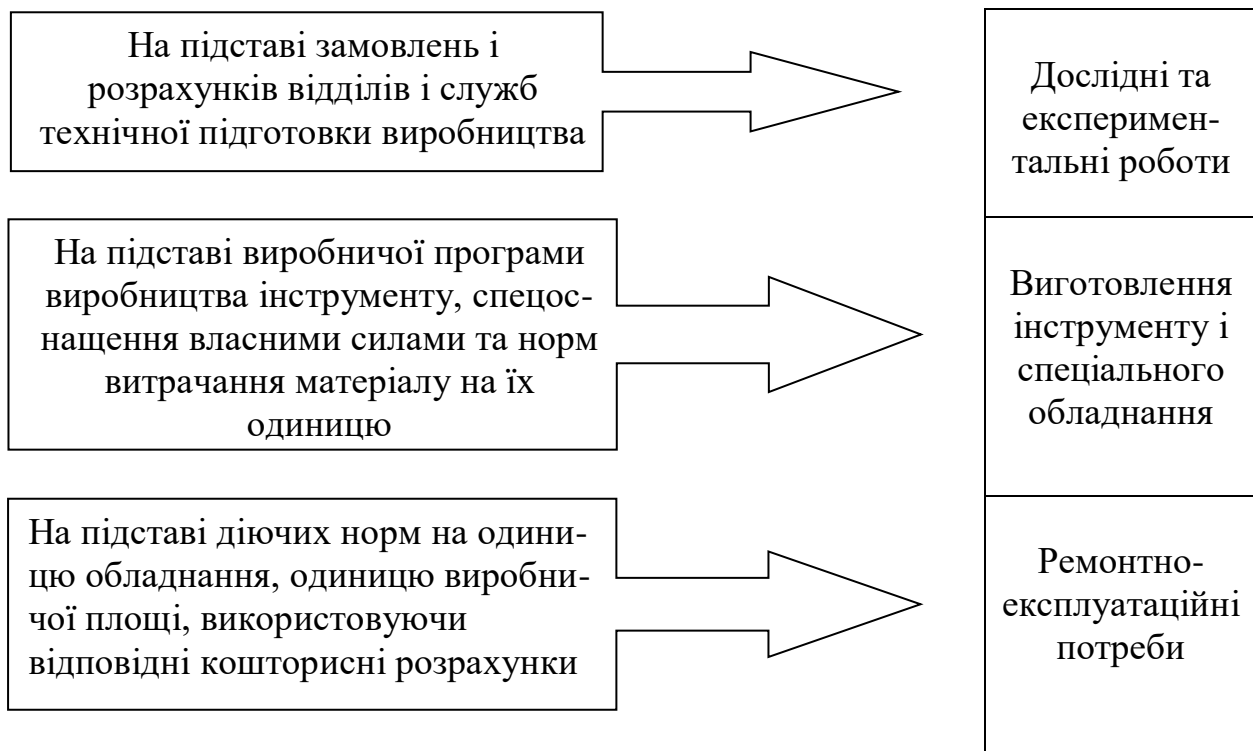 На підставі замовлень і
розрахунків відділів і служб
технічної підготовки виробництва
Дослідні та
експеримен-
тальні роботи
На підставі виробничої програми
виробництва інструменту, спецос-
нащення власними силами та норм
витрачання матеріалу на їх
одиницю
Виготовлення
інструменту і
спеціального
обладнання
На підставі діючих норм на одини-
цю обладнання, одиницю виробни-
чої площі, використовуючи
відповідні кошторисні розрахунки
Ремонтно-
експлуатаційні
потреби